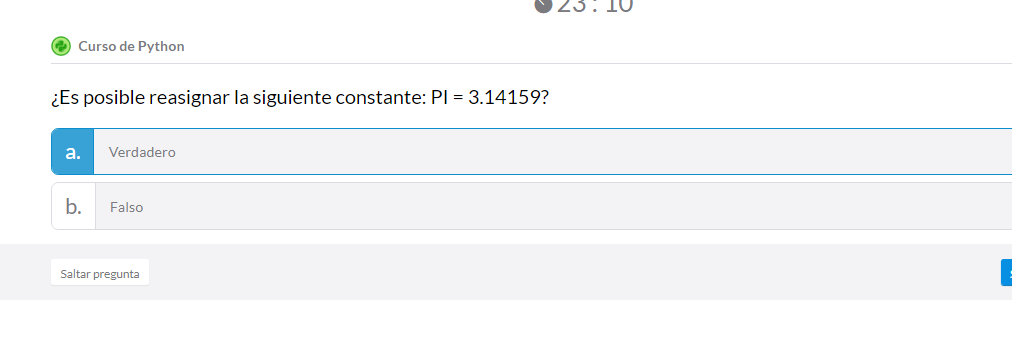 23 : 10
Curso de Python
¿Es posible reasignar la siguiente constante: PI = 3.14159?
a. Verdadero
b. Falso
Saltar pregunta